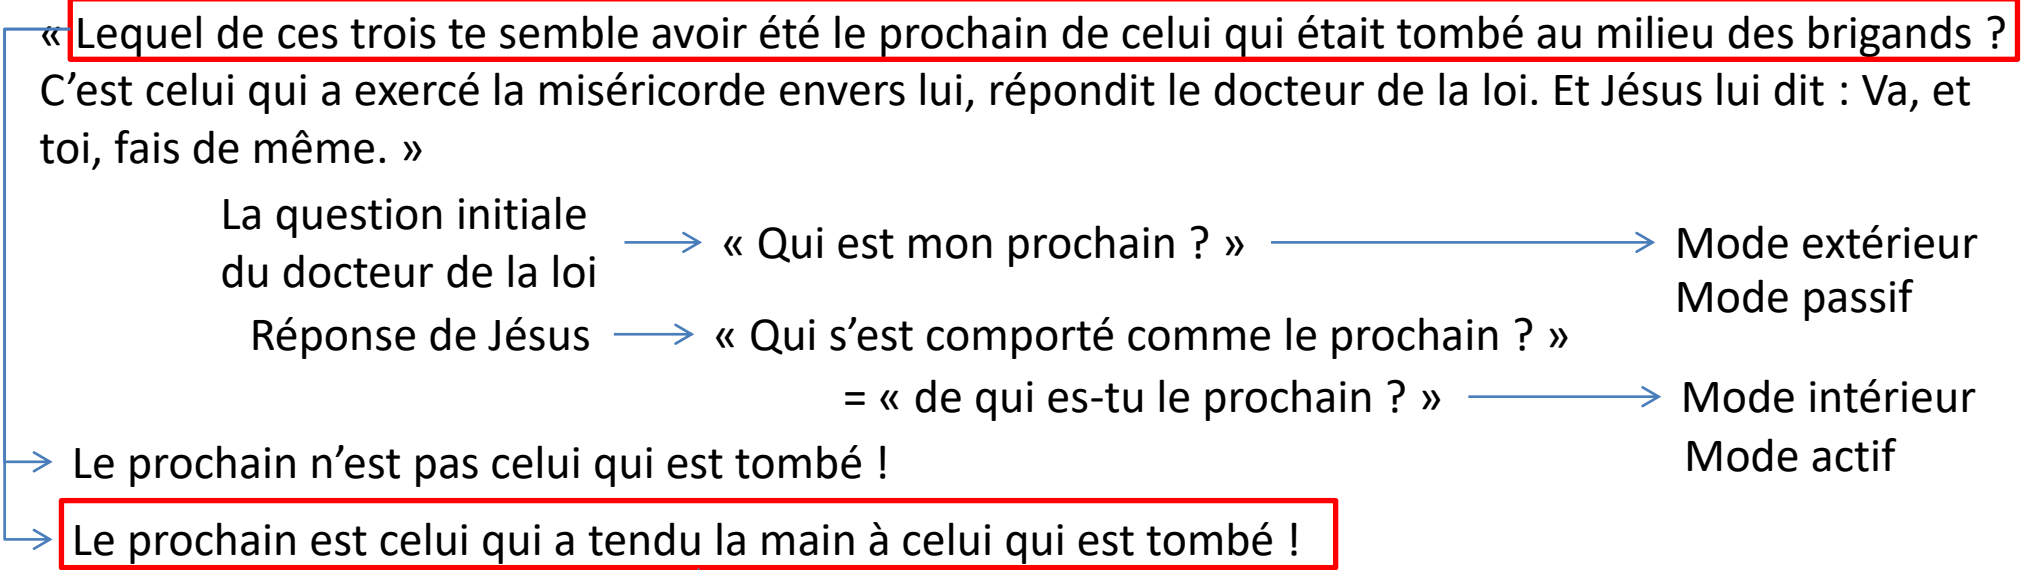 « Lequel de ces trois te semble avoir été le prochain de celui qui était tombé au milieu des brigands ?
C’est celui qui a exercé la miséricorde envers lui, répondit le docteur de la loi. Et Jésus lui dit : Va, et
toi, fais de même. »
La question initiale
du docteur de la loi
« Qui est mon prochain ? »
Mode extérieur
Mode passif
Réponse de Jésus
« Qui s’est comporté comme le prochain ? »
= « de qui es-tu le prochain ? »
Mode intérieur
Mode actif
Le prochain n’est pas celui qui est tombé !
Le prochain est celui qui a tendu la main à celui qui est tombé !